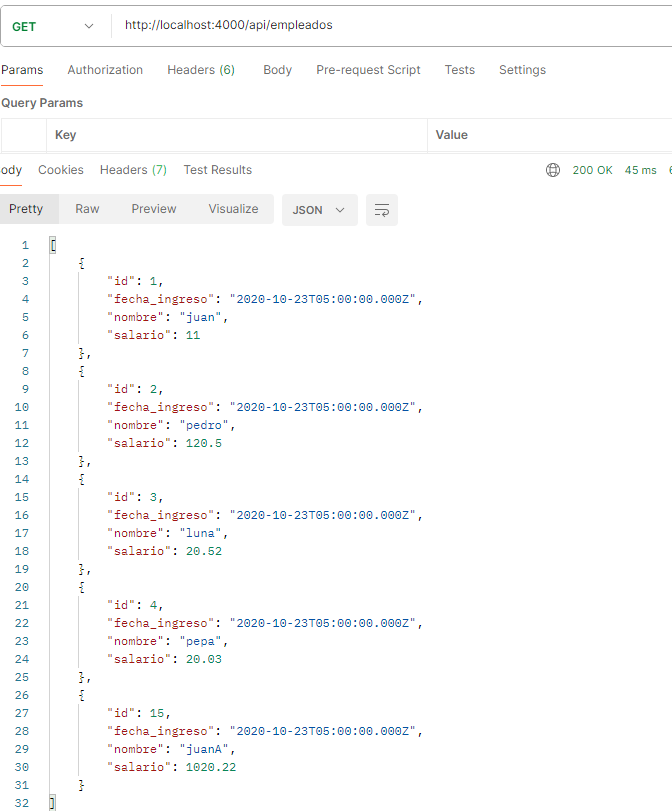 GET http://localhost:4000/api/empleados
Params Authorization Headers (6) Body Pre-request Script Tests Settings
Query Params
Key Value
ody Cookies Headers (7) Test Results 200 OK 45 ms
Pretty Raw Preview Visualize JSON
1 [
2 {
3 "id": 1,
4 "fecha_ingreso": "2020-10-23T05:00:00.000Z",
5 "nombre": "juan",
6 "salario": 11
7 },
8 {
9 "id": 2,
10 "fecha_ingreso": "2020-10-23T05:00:00.000Z",
11 "nombre": "pedro",
12 "salario": 120.5
13 },
14 {
15 "id": 3,
16 "fecha_ingreso": "2020-10-23T05:00:00.000Z",
17 "nombre": "luna",
18 "salario": 20.52
19 },
20 {
21 "id": 4,
22 "fecha_ingreso": "2020-10-23T05:00:00.000Z",
23 "nombre": "pepa",
24 "salario": 20.03
25 },
26 {
27 "id": 15,
28 "fecha_ingreso": "2020-10-23T05:00:00.000Z",
29 "nombre": "juanA",
30 "salario": 1020.22
31 }
32 ]